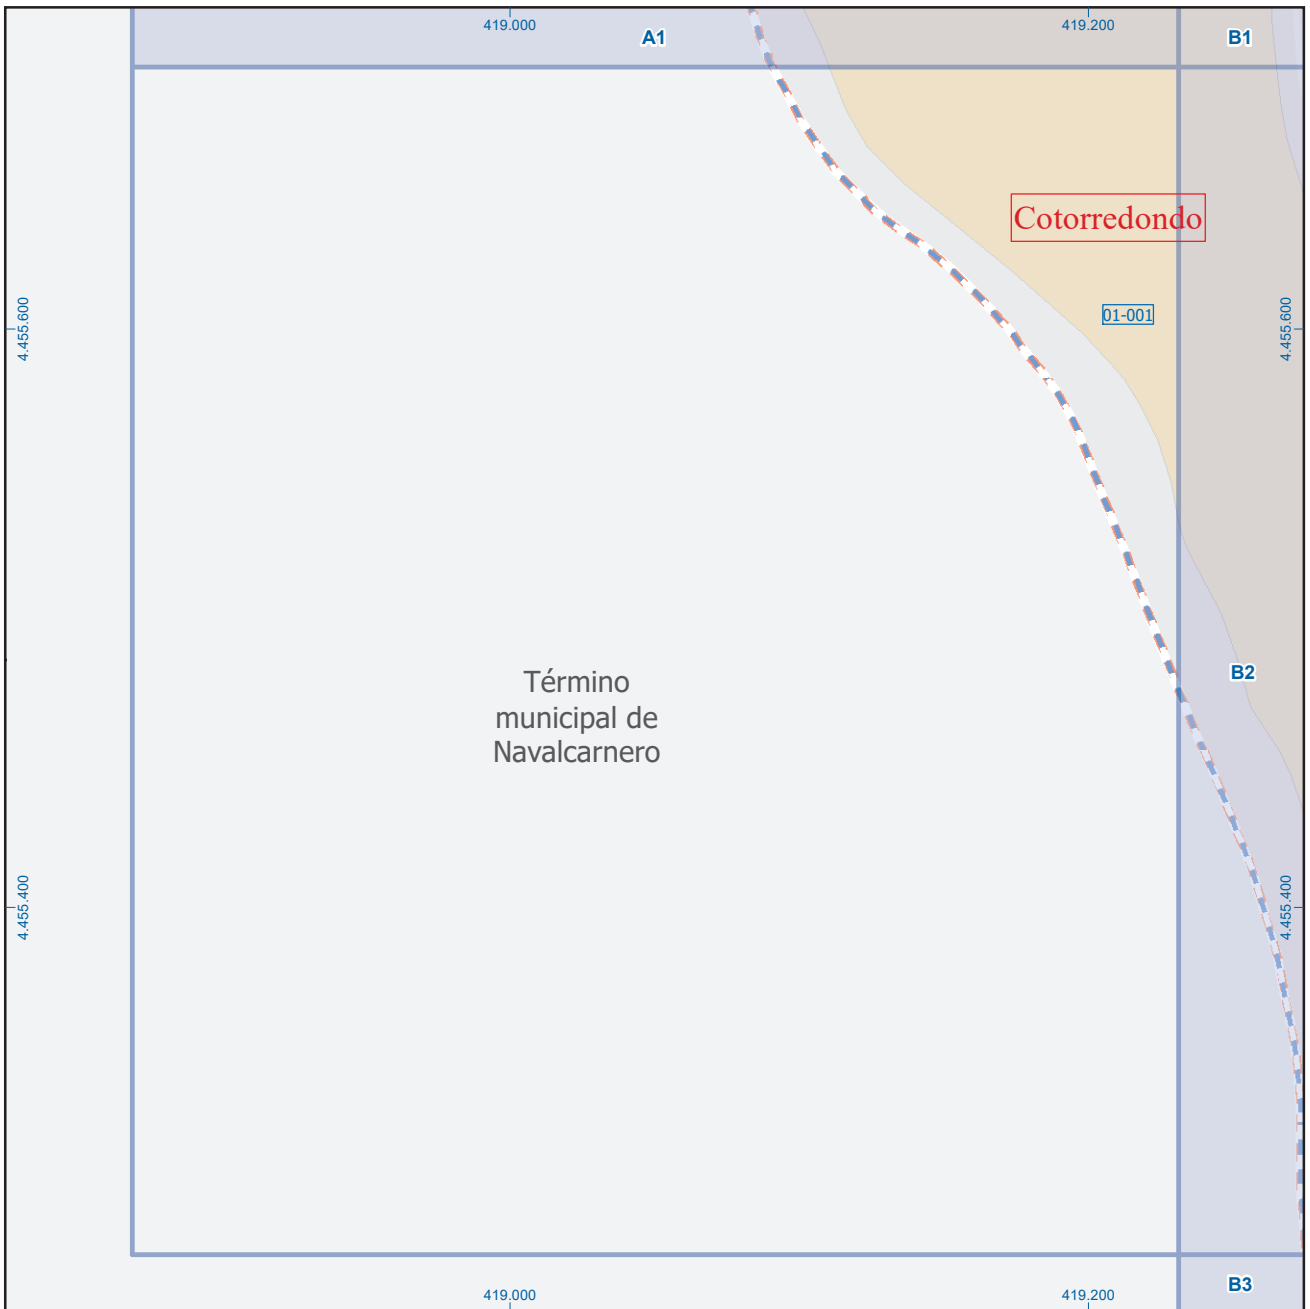 419.000
419.200
A1
B1
Cotorredondo
01-001
4.455.600
4.455.600
Término
municipal de
Navalcarnero
B2
4.455.400
4.455.400
B3
419.000
419.200